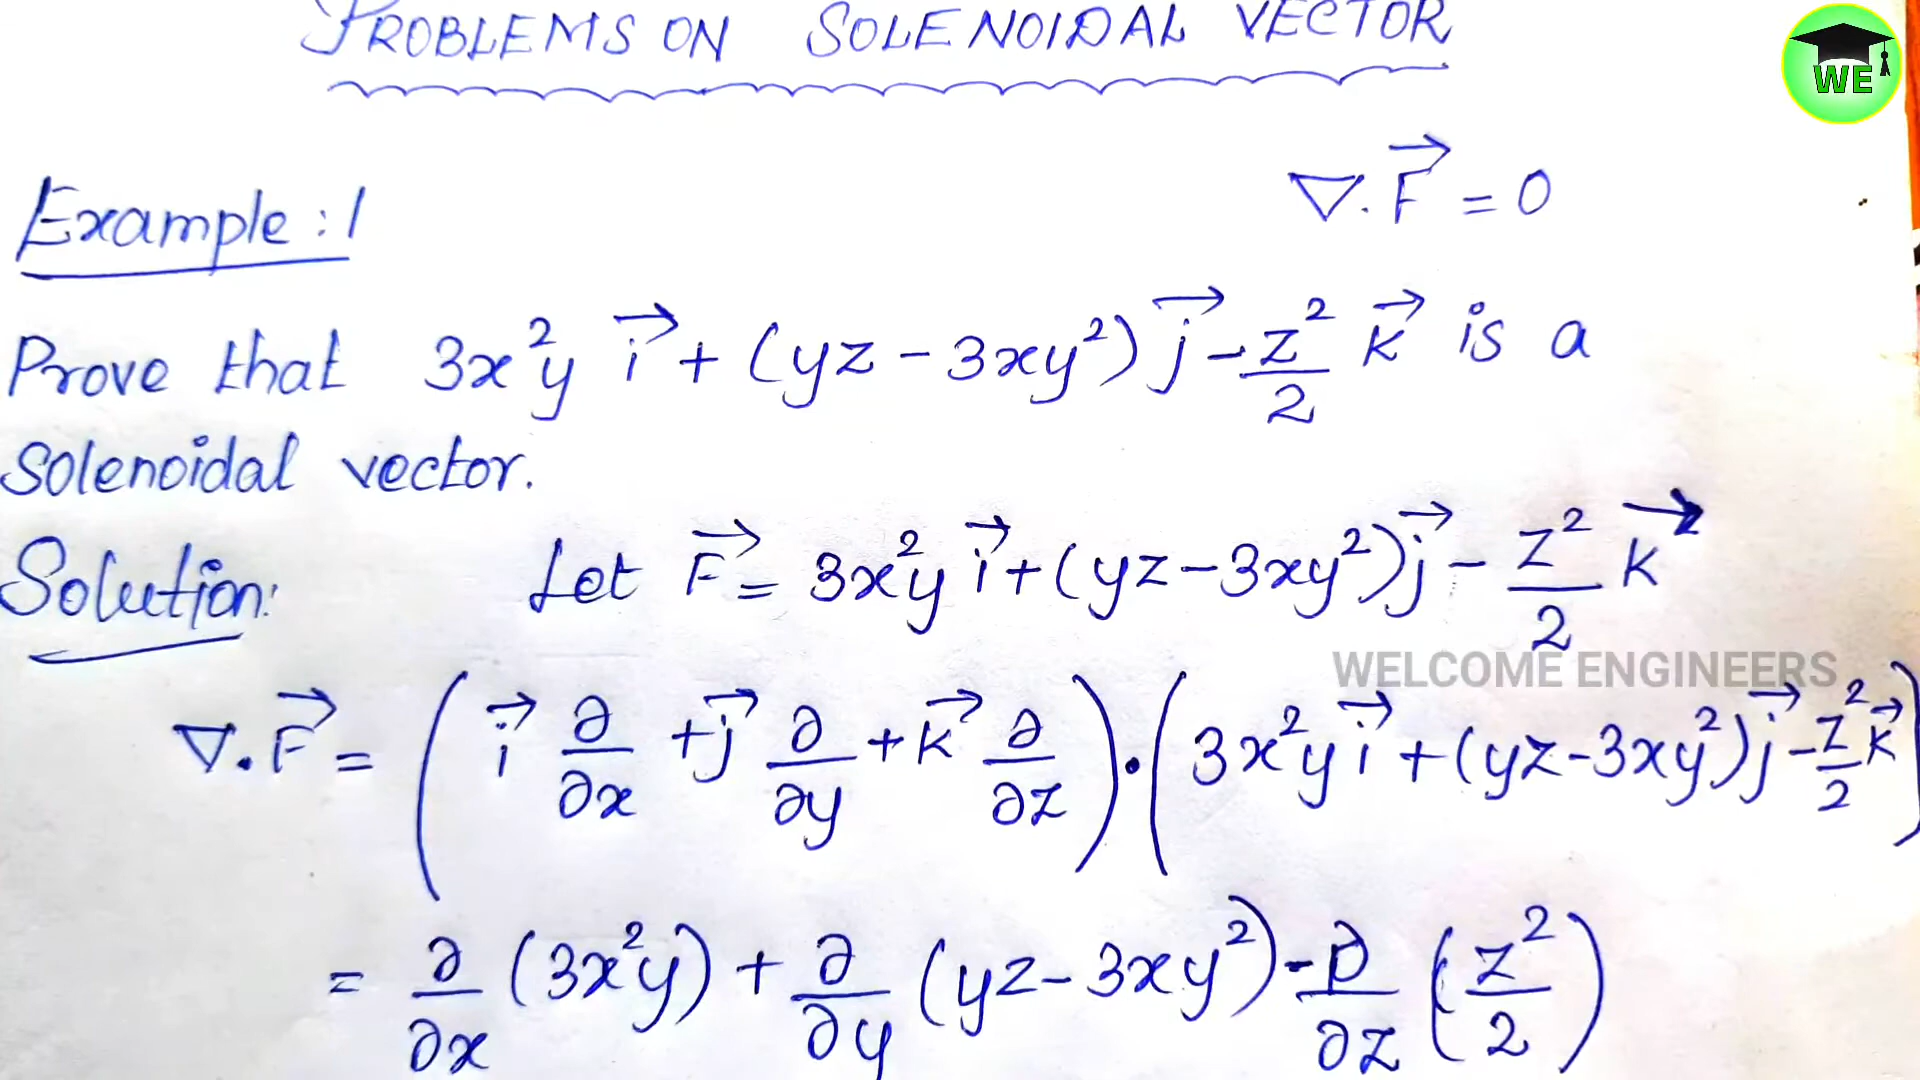 PROBLEMS ON SOLENOIDAL VECTOR
WE
∇.F⃗ = 0
Example : 1
Prove that 3x²y i⃗ + (yz - 3xy²) j⃗ - z²/2 k⃗ is a
solenoidal vector.
Solution: Let F⃗ = 3x²y i⃗ + (yz - 3xy²) j⃗ - z²/2 k⃗
WELCOME ENGINEERS
∇.F⃗ = (i⃗ ∂/∂x + j⃗ ∂/∂y + k⃗ ∂/∂z) . (3x²y i⃗ + (yz - 3xy²) j⃗ - z²/2 k⃗)
= ∂/∂x (3x²y) + ∂/∂y (yz - 3xy²) - ∂/∂z (z²/2)